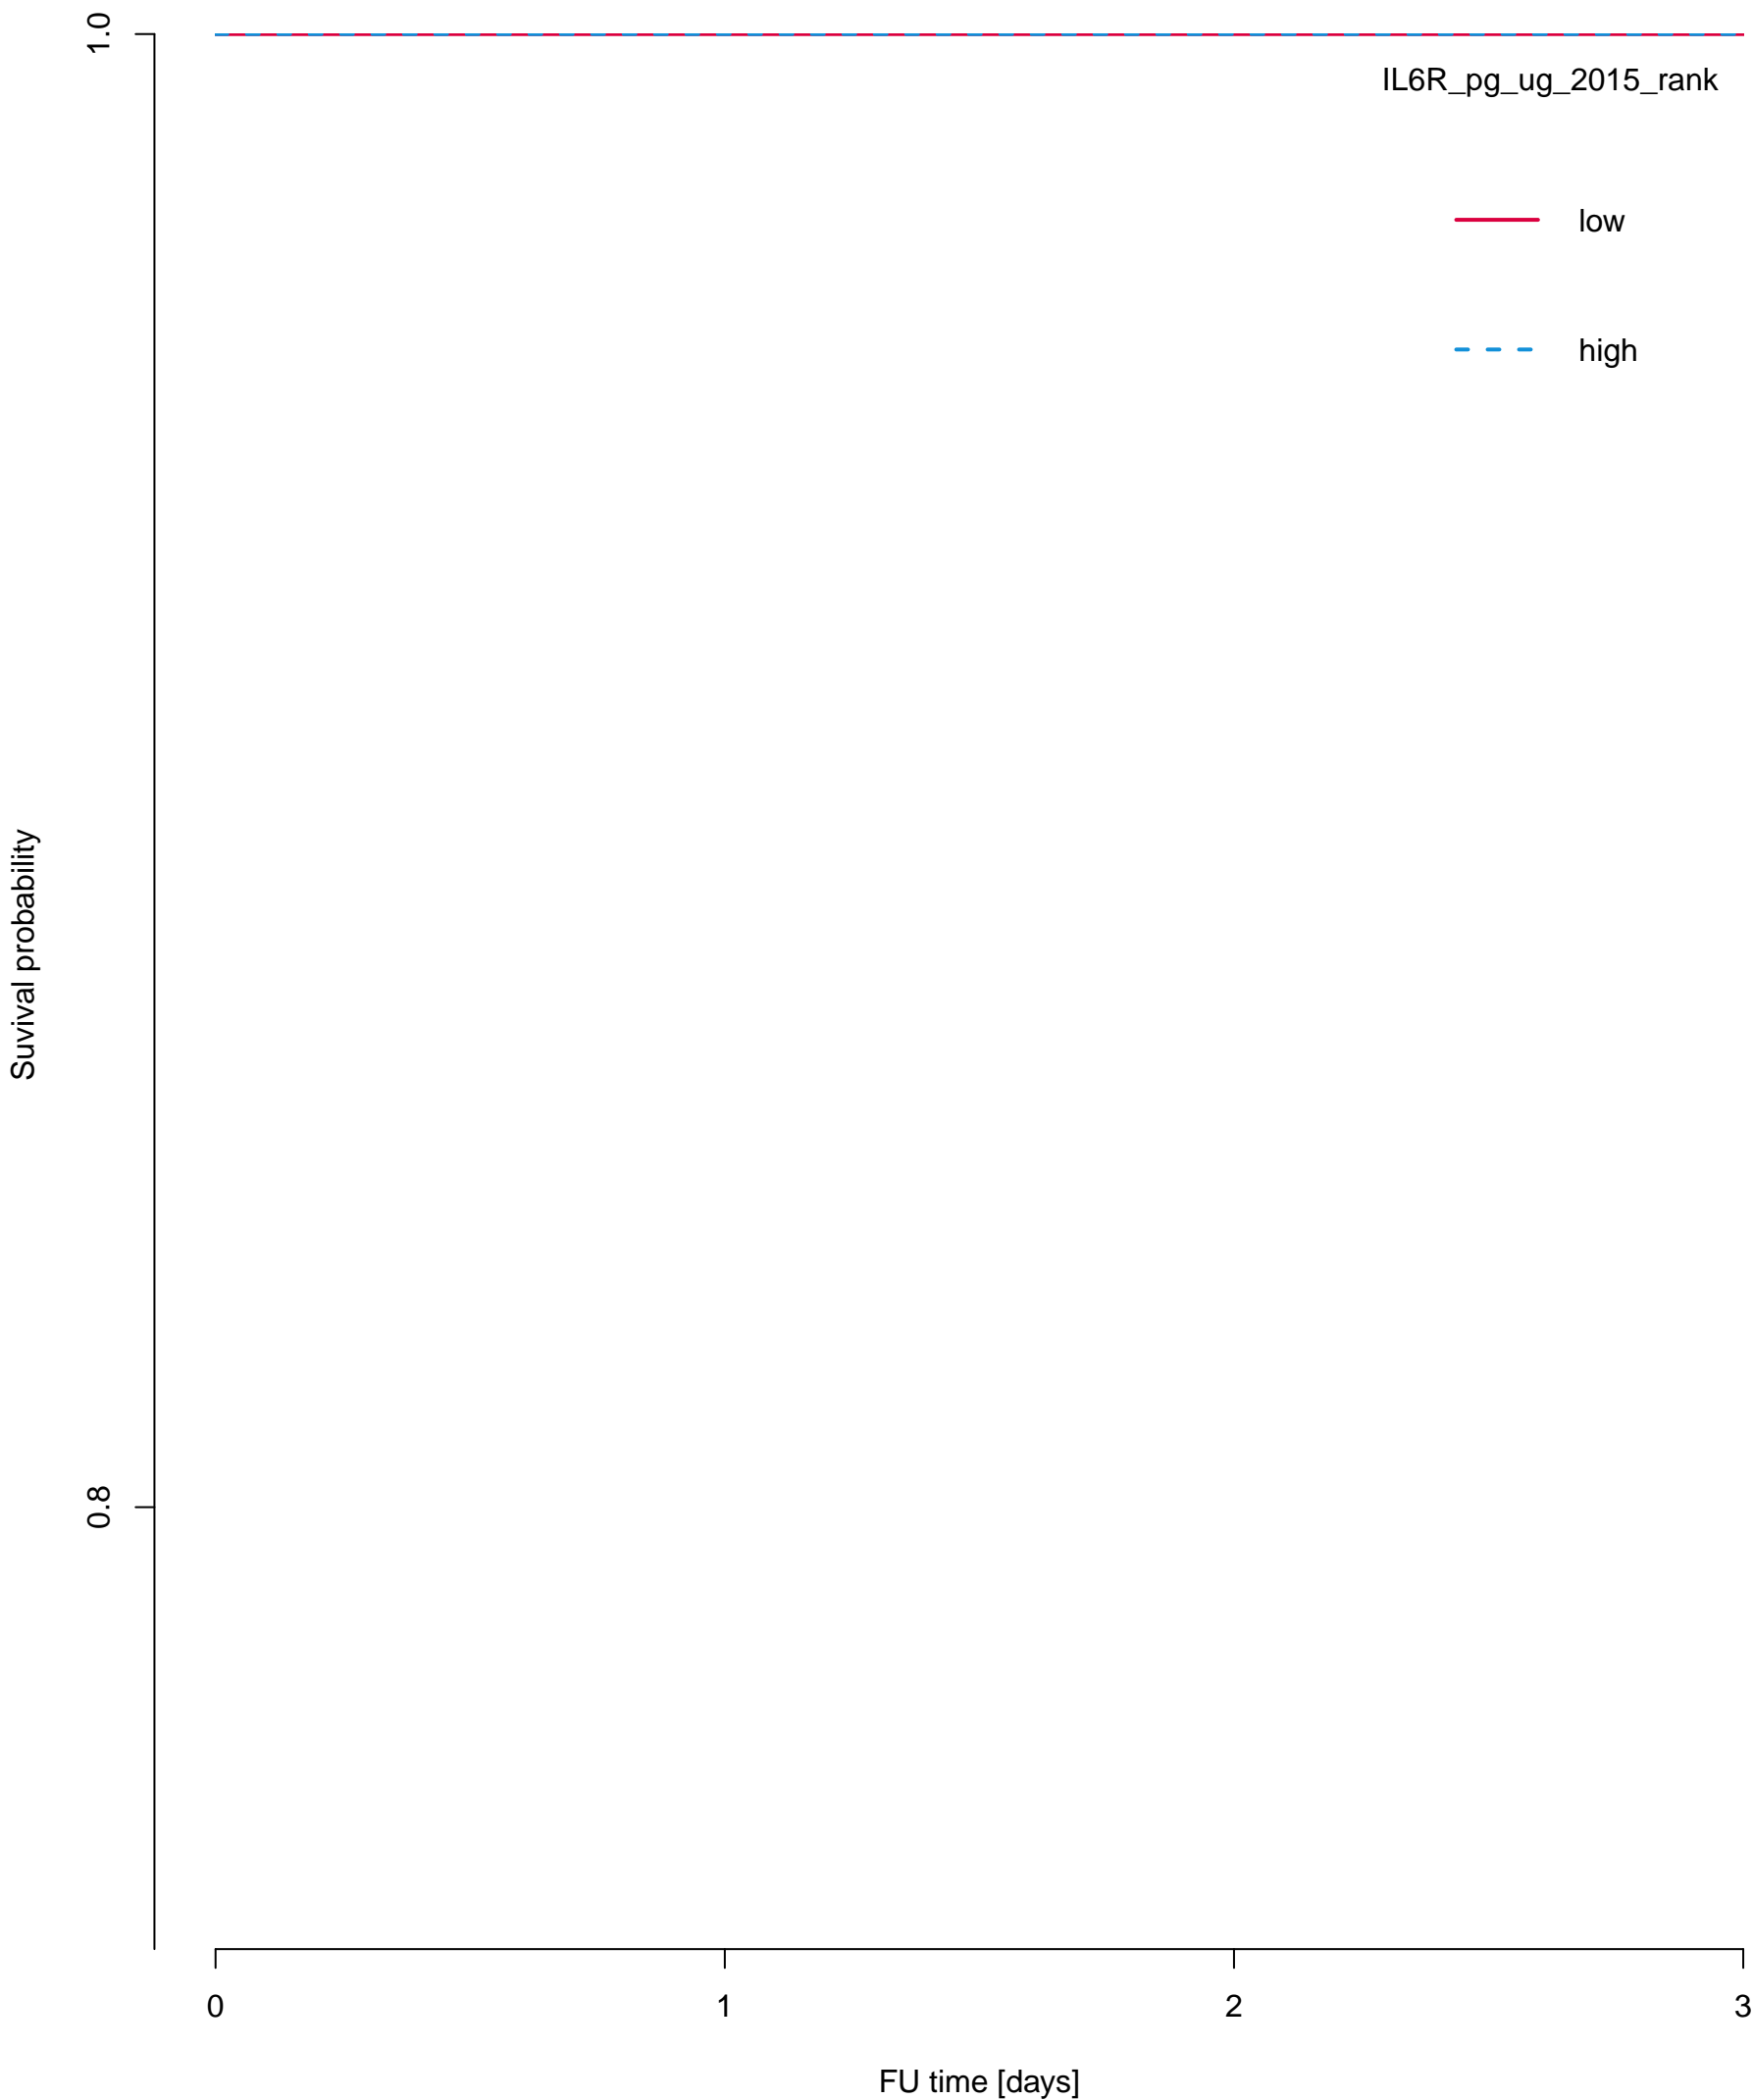 1.0
IL6R_pg_ug_2015_rank
low
high
Suvival probability
0.8
0 1 2 3
FU time [days]